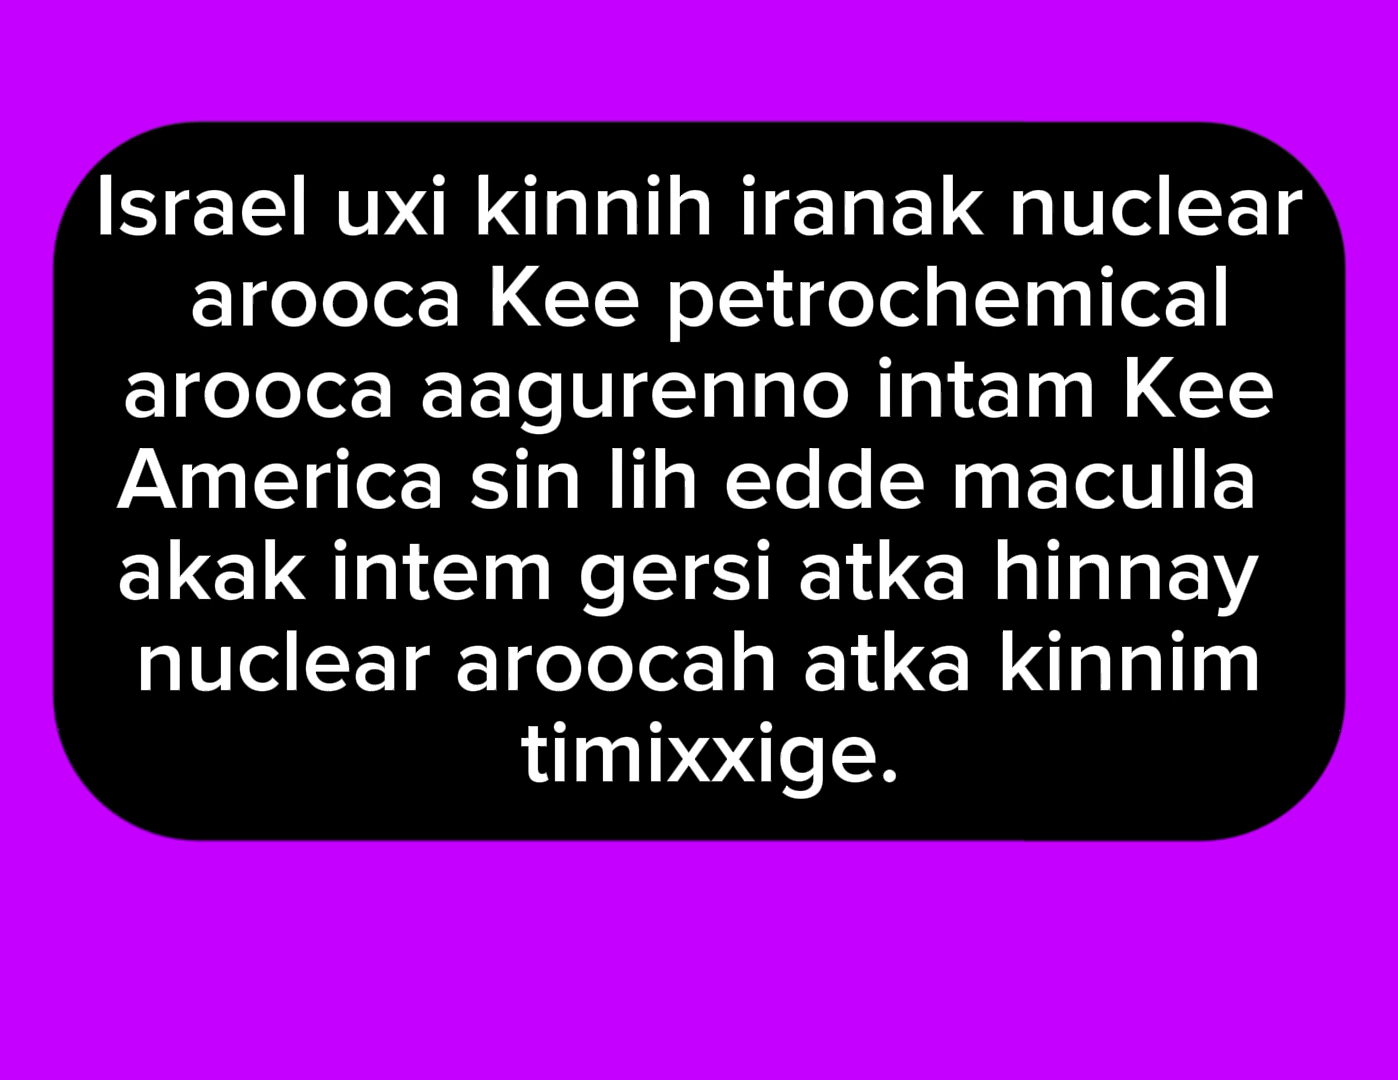 Israel uxi kinnih iranak nuclear
arooca Kee petrochemical
arooca aagurenno intam Kee
America sin lih edde maculla
akak intem gersi atka hinnay
nuclear aroocah atka kinnim
timixxige.